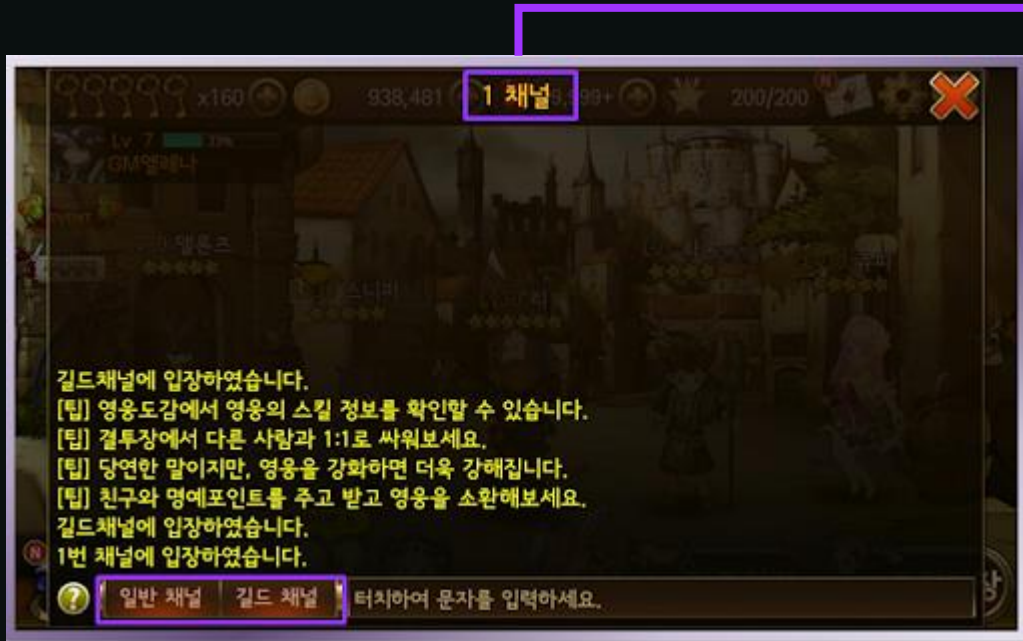 x160 938,481 1 채널 200/200
Lv 7
GM엘레나
길드채널에 입장하였습니다.
[팁] 영웅도감에서 영웅의 스킬 정보를 확인할 수 있습니다.
[팁] 결투장에서 다른 사람과 1:1로 싸워보세요.
[팁] 당연한 말이지만, 영웅을 강화하면 더욱 강해집니다.
[팁] 친구와 명예포인트를 주고 받고 영웅을 소환해보세요.
길드채널에 입장하였습니다.
1번 채널에 입장하였습니다.
? 일반 채널 길드 채널 터치하여 문자를 입력하세요.